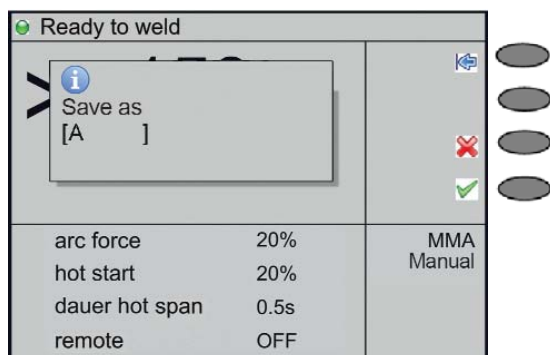 Ready to weld
Save as
[A ]
arc force 20%
hot start 20%
dauer hot span 0.5s
remote OFF
MMA
Manual